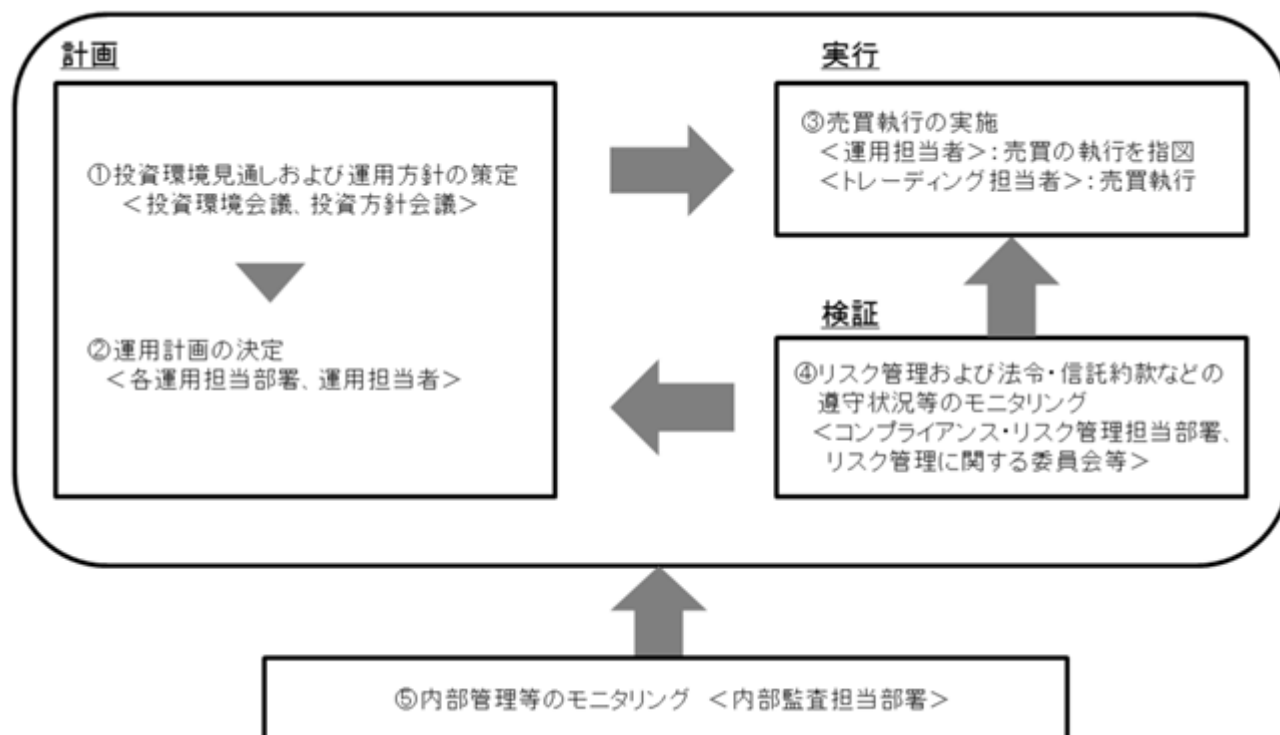 計画
①投資環境見通しおよび運用方針の策定
＜投資環境会議、投資方針会議＞
②運用計画の決定
＜各運用担当部署、運用担当者＞
実行
③売買執行の実施
＜運用担当者＞：売買の執行を指図
＜トレーディング担当者＞：売買執行
検証
④リスク管理および法令・信託約款などの
遵守状況等のモニタリング
＜コンプライアンス・リスク管理担当部署、
リスク管理に関する委員会等＞
⑤内部管理等のモニタリング ＜内部監査担当部署＞